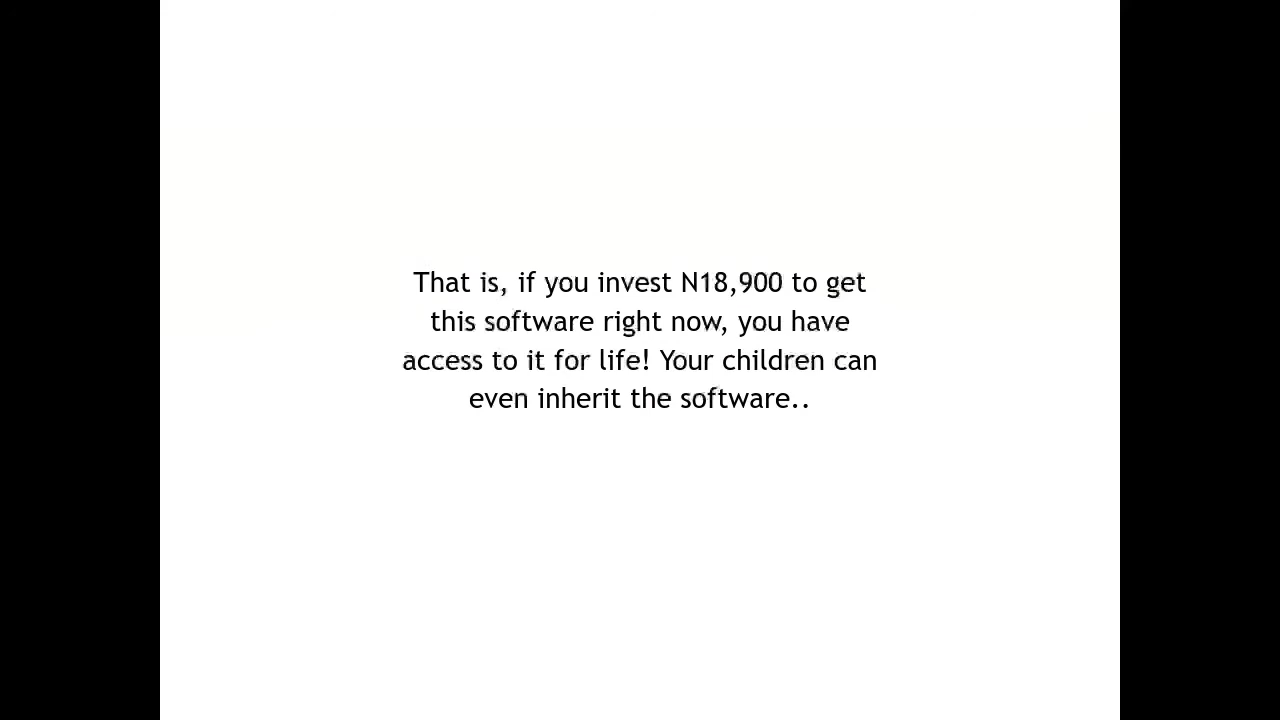 That is, if you invest N18,900 to get
this software right now, you have
access to it for life! Your children can
even inherit the software..